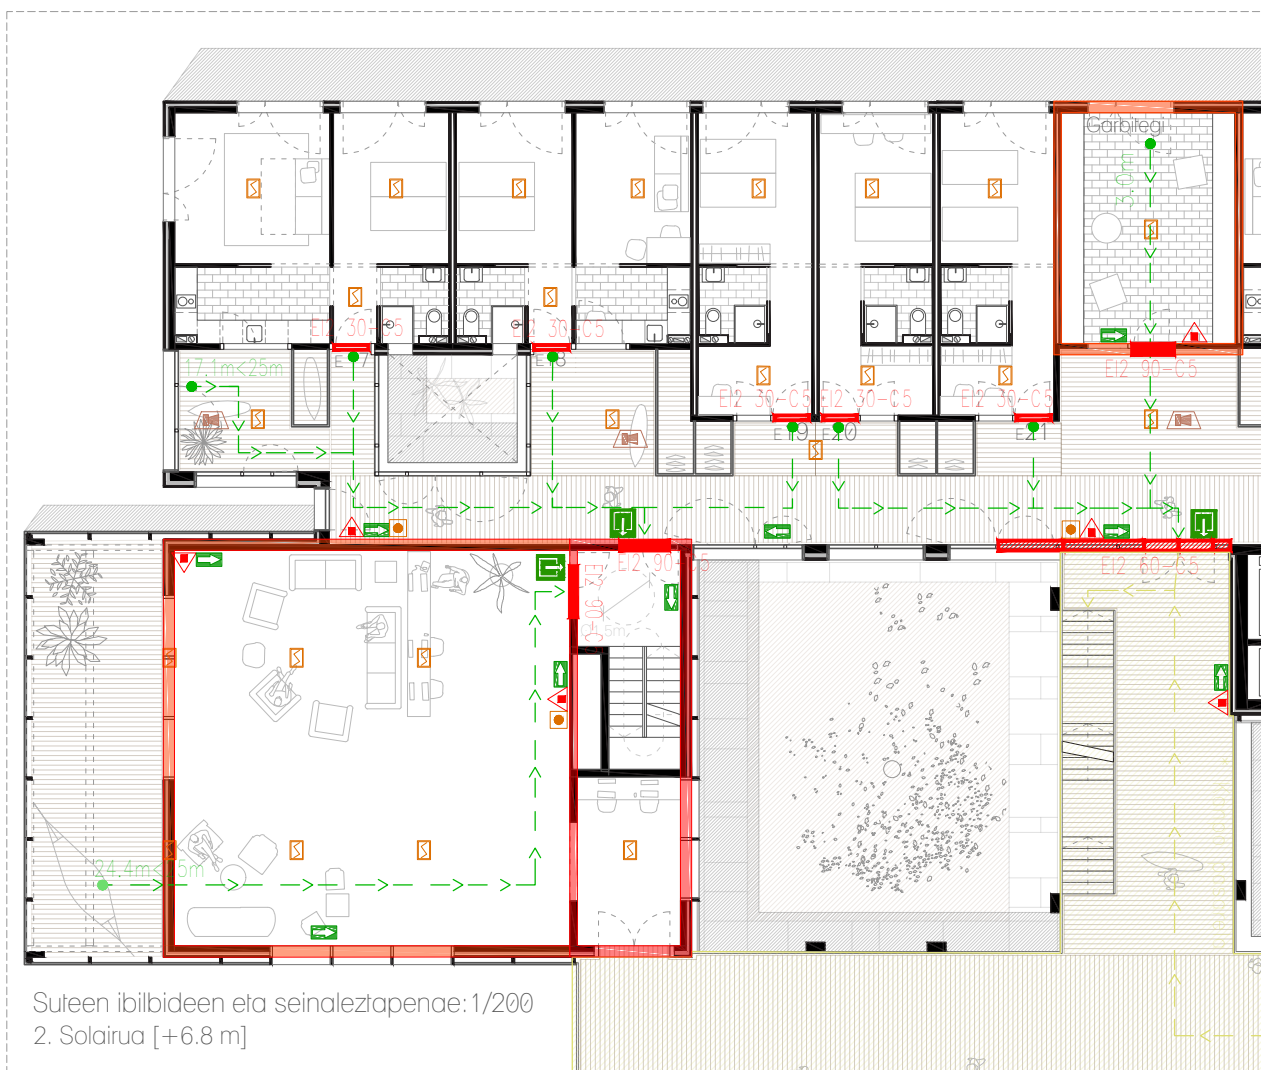 Garbitegi
3.0m
EI2 30-C5
EI2 30-C5
E18
17.1m<25m
EI2 90-C5
EI2 30-C5
EI2 30-C5
EI2 30-C5
E19
E20
E21
EI2 90-C5
EI2 60-C5
24.4m<25m
Suteen ibilbideen eta seinaleztapenae: 1/200
2. Solairua [+6.8 m]